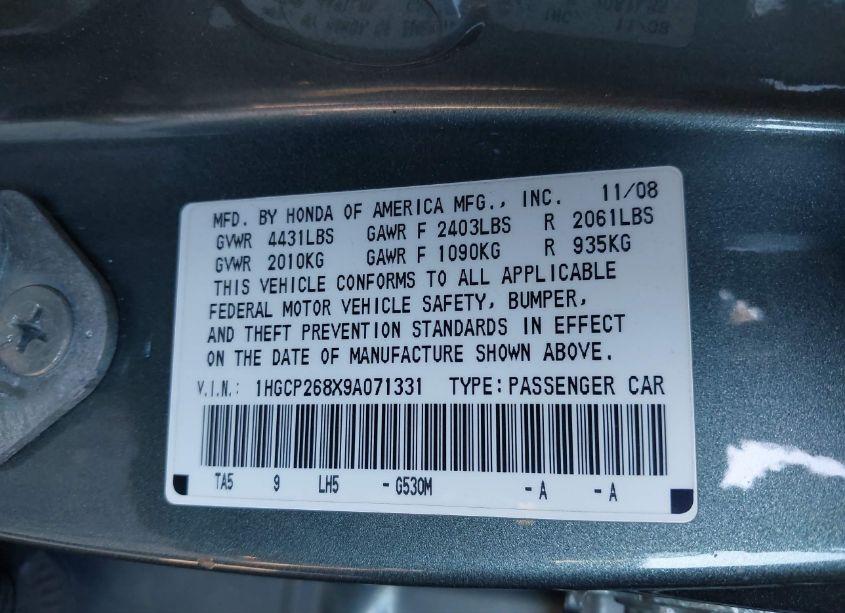 MFD. BY HONDA OF AMERICA MFG., INC. 11/08
GVWR 4431LBS GAWR F 2403LBS R 2061LBS
GVWR 2010KG GAWR F 1090KG R 935KG
THIS VEHICLE CONFORMS TO ALL APPLICABLE
FEDERAL MOTOR VEHICLE SAFETY, BUMPER,
AND THEFT PREVENTION STANDARDS IN EFFECT
ON THE DATE OF MANUFACTURE SHOWN ABOVE.
V.I.N.: 1HGCP268X9A071331 TYPE: PASSENGER CAR
TA5 9 LH5 - G530M - A - A